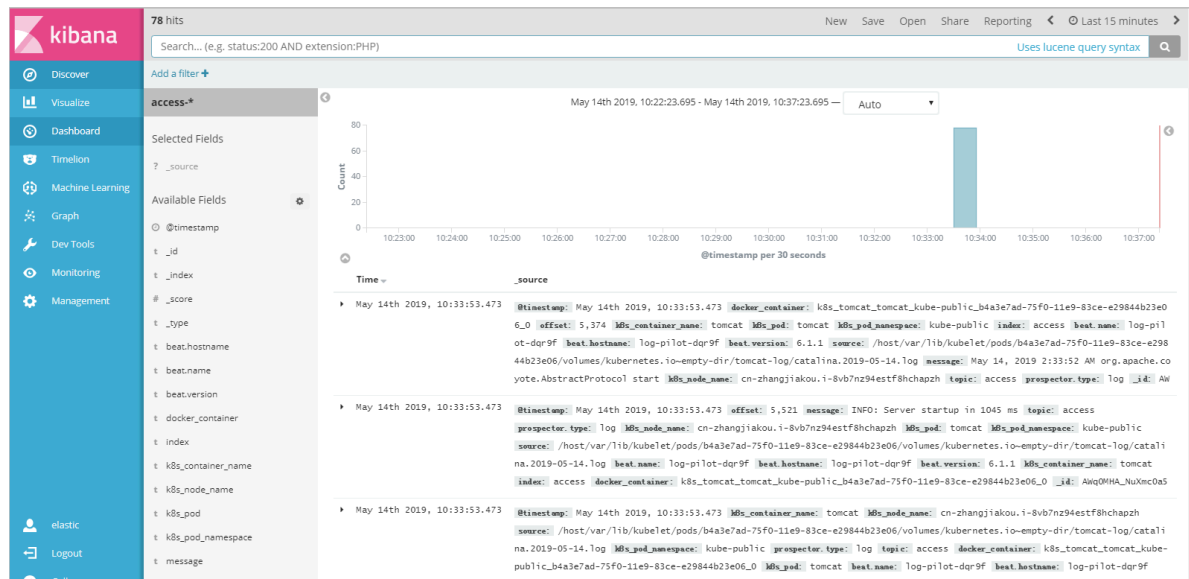 kibana
Discover
Visualize
Dashboard
Timelion
Machine Learning
Graph
Dev Tools
Monitoring
Management
elastic
Logout
78 hits
New Save Open Share Reporting Last 15 minutes
Search... (e.g. status:200 AND extension:PHP) Uses lucene query syntax
Add a filter +
access-*
Selected Fields
? _source
Available Fields
@timestamp
t _id
t _index
# _score
t _type
t beat.hostname
t beat.name
t beat.version
t docker_container
t index
t k8s_container_name
t k8s_node_name
t k8s_pod
t k8s_pod_namespace
t message
May 14th 2019, 10:22:23.695 - May 14th 2019, 10:37:23.695 — Auto
Count
80
60
40
20
0
10:23:00 10:24:00 10:25:00 10:26:00 10:27:00 10:28:00 10:29:00 10:30:00 10:31:00 10:32:00 10:33:00 10:34:00 10:35:00 10:36:00 10:37:00
@timestamp per 30 seconds
Time _source
May 14th 2019, 10:33:53.473 @timestamp: May 14th 2019, 10:33:53.473 docker_container: k8s_tomcat_tomcat_kube-public_b4a3e7ad-75f0-11e9-83ce-e29844b23e0
6_0 offset: 5,374 k8s_container_name: tomcat k8s_pod: tomcat k8s_pod_namespace: kube-public index: access beat.name: log-pil
ot-dqr9f beat.hostname: log-pilot-dqr9f beat.version: 6.1.1 source: /host/var/lib/kubelet/pods/b4a3e7ad-75f0-11e9-83ce-e298
44b23e06/volumes/kubernetes.io~empty-dir/tomcat-log/catalina.2019-05-14.log message: May 14, 2019 2:33:52 AM org.apache.co
yote.AbstractProtocol start k8s_node_name: cn-zhangjiakou.i-8vb7nz94estf8hchapzh topic: access prospector.type: log _id: AW
May 14th 2019, 10:33:53.473 @timestamp: May 14th 2019, 10:33:53.473 offset: 5,521 message: INFO: Server startup in 1045 ms topic: access
prospector.type: log k8s_node_name: cn-zhangjiakou.i-8vb7nz94estf8hchapzh k8s_pod: tomcat k8s_pod_namespace: kube-public
source: /host/var/lib/kubelet/pods/b4a3e7ad-75f0-11e9-83ce-e29844b23e06/volumes/kubernetes.io~empty-dir/tomcat-log/catali
na.2019-05-14.log beat.name: log-pilot-dqr9f beat.hostname: log-pilot-dqr9f beat.version: 6.1.1 k8s_container_name: tomcat
index: access docker_container: k8s_tomcat_tomcat_kube-public_b4a3e7ad-75f0-11e9-83ce-e29844b23e06_0 _id: AWqOMHA_NuXmcOa5
May 14th 2019, 10:33:53.473 @timestamp: May 14th 2019, 10:33:53.473 k8s_container_name: tomcat k8s_node_name: cn-zhangjiakou.i-8vb7nz94estf8hchapzh
source: /host/var/lib/kubelet/pods/b4a3e7ad-75f0-11e9-83ce-e29844b23e06/volumes/kubernetes.io~empty-dir/tomcat-log/catali
na.2019-05-14.log k8s_pod_namespace: kube-public prospector.type: log topic: access docker_container: k8s_tomcat_tomcat_kube-
public_b4a3e7ad-75f0-11e9-83ce-e29844b23e06_0 k8s_pod: tomcat beat.name: log-pilot-dqr9f beat.hostname: log-pilot-dqr9f